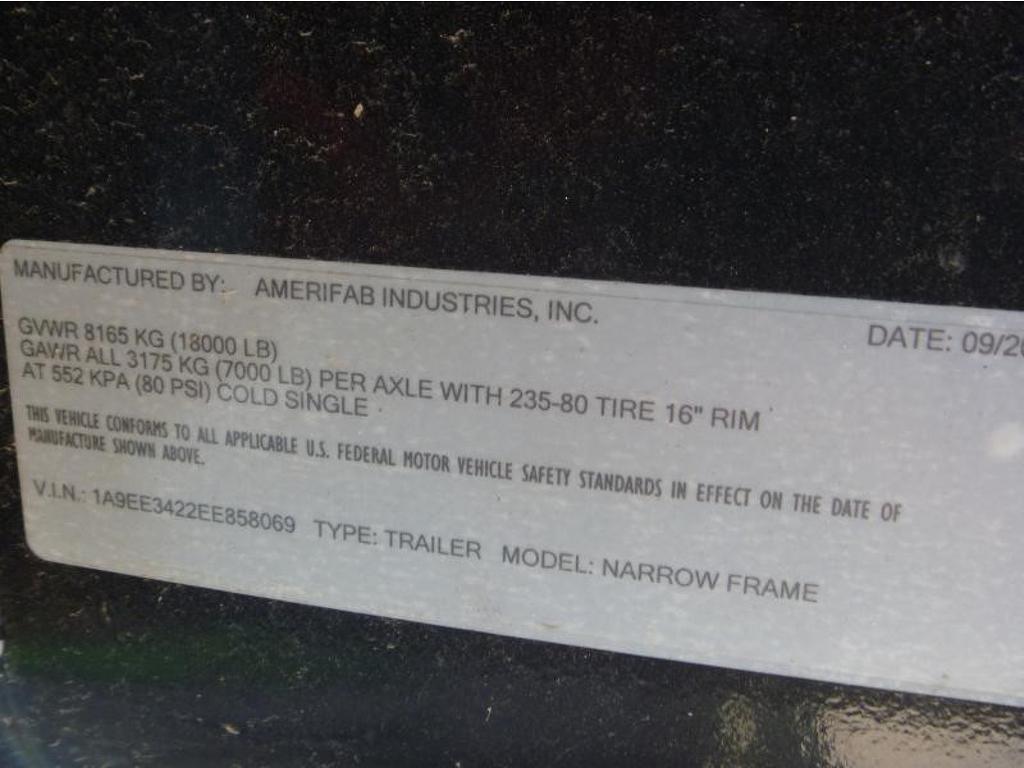 MANUFACTURED BY: AMERIFAB INDUSTRIES, INC.
DATE: 09/20
GVWR 8165 KG (18000 LB)
GAWR ALL 3175 KG (7000 LB) PER AXLE WITH 235-80 TIRE 16" RIM
AT 552 KPA (80 PSI) COLD SINGLE
THIS VEHICLE CONFORMS TO ALL APPLICABLE U.S. FEDERAL MOTOR VEHICLE SAFETY STANDARDS IN EFFECT ON THE DATE OF
MANUFACTURE SHOWN ABOVE.
V.I.N.: 1A9EE3422EE858069 TYPE: TRAILER MODEL: NARROW FRAME